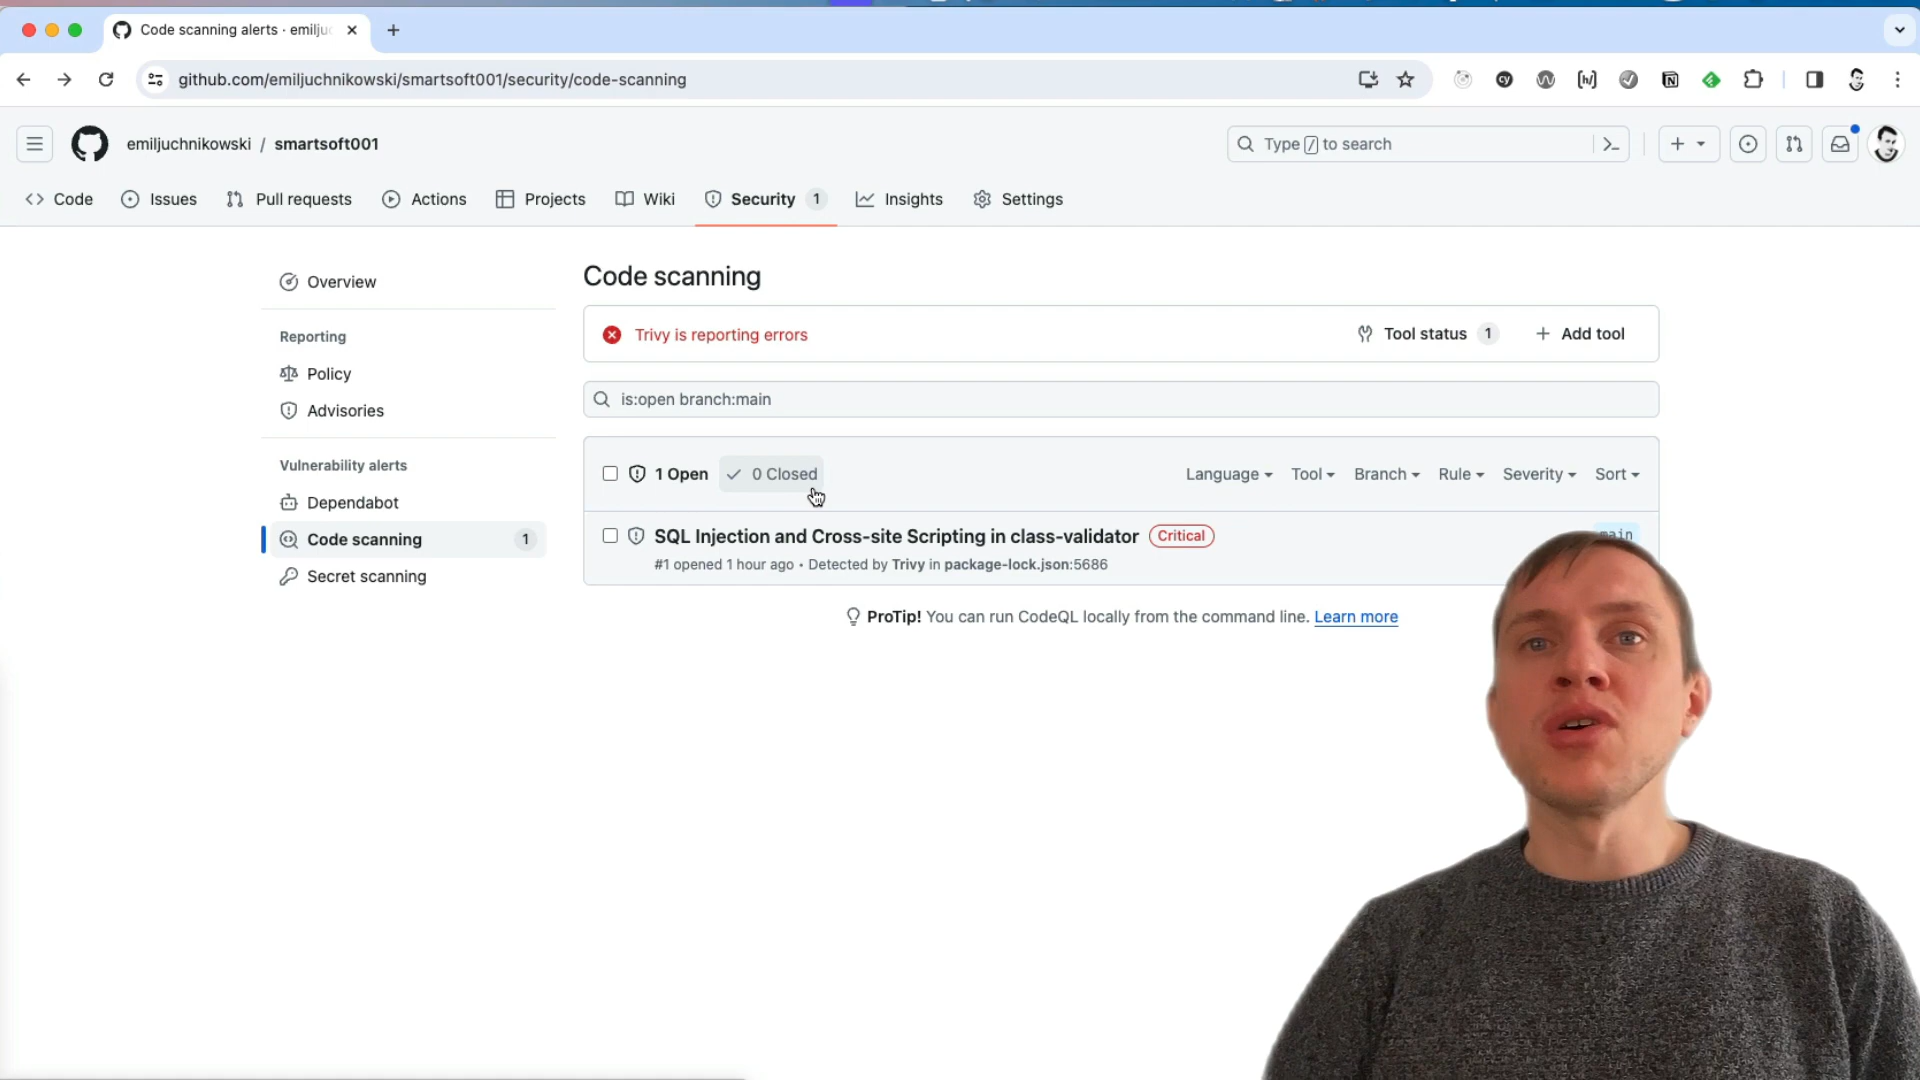 Code scanning alerts · emilju
github.com/emiljuchnikowski/smartsoft001/security/code-scanning
emiljuchnikowski / smartsoft001
Type / to search
Code
Issues
Pull requests
Actions
Projects
Wiki
Security 1
Insights
Settings
Overview
Reporting
Policy
Advisories
Vulnerability alerts
Dependabot
Code scanning 1
Secret scanning
Code scanning
Trivy is reporting errors
Tool status 1
Add tool
is:open branch:main
1 Open
0 Closed
Language
Tool
Branch
Rule
Severity
Sort
SQL Injection and Cross-site Scripting in class-validator Critical
main
#1 opened 1 hour ago • Detected by Trivy in package-lock.json:5686
ProTip! You can run CodeQL locally from the command line. Learn more